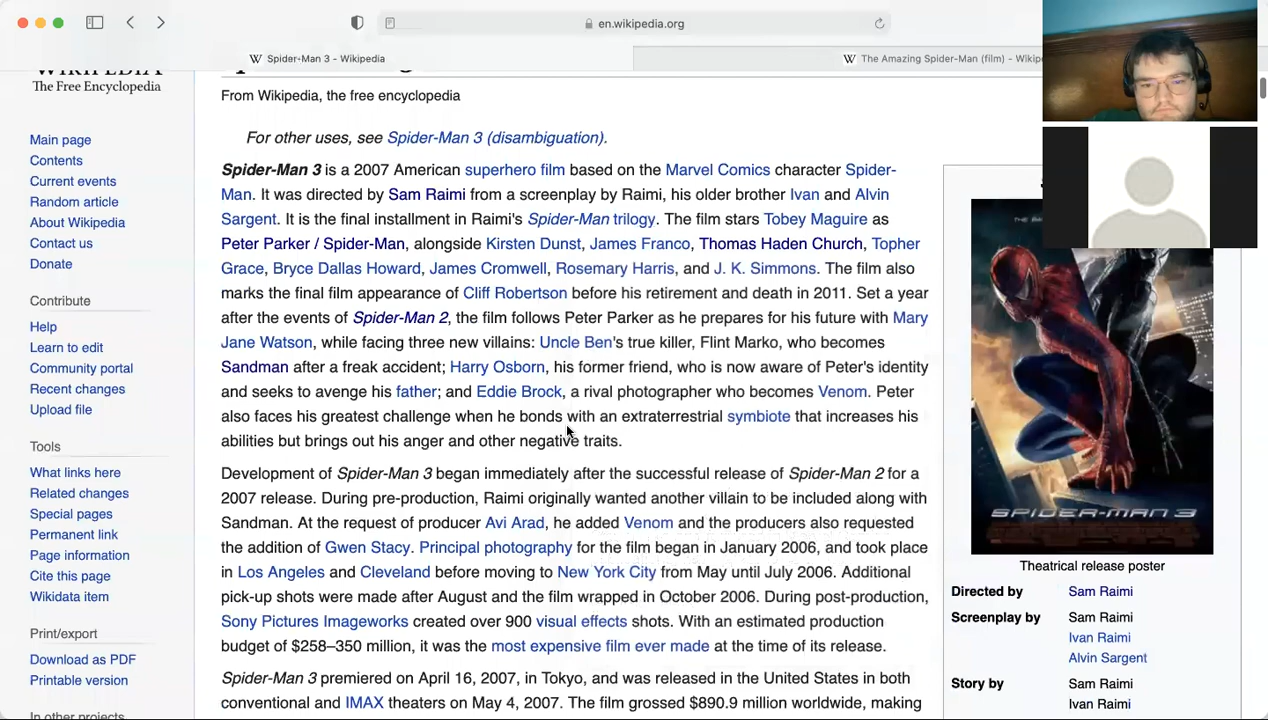 en.wikipedia.org
W Spider-Man 3 - Wikipedia
W The Amazing Spider-Man (film) - Wikip
WIKIPEDIA
The Free Encyclopedia
Main page
Contents
Current events
Random article
About Wikipedia
Contact us
Donate
Contribute
Help
Learn to edit
Community portal
Recent changes
Upload file
Tools
What links here
Related changes
Special pages
Permanent link
Page information
Cite this page
Wikidata item
Print/export
Download as PDF
Printable version
In other projects
From Wikipedia, the free encyclopedia
For other uses, see Spider-Man 3 (disambiguation).
Spider-Man 3 is a 2007 American superhero film based on the Marvel Comics character Spider-
Man. It was directed by Sam Raimi from a screenplay by Raimi, his older brother Ivan and Alvin
Sargent. It is the final installment in Raimi's Spider-Man trilogy. The film stars Tobey Maguire as
Peter Parker / Spider-Man, alongside Kirsten Dunst, James Franco, Thomas Haden Church, Topher
Grace, Bryce Dallas Howard, James Cromwell, Rosemary Harris, and J. K. Simmons. The film also
marks the final film appearance of Cliff Robertson before his retirement and death in 2011. Set a year
after the events of Spider-Man 2, the film follows Peter Parker as he prepares for his future with Mary
Jane Watson, while facing three new villains: Uncle Ben's true killer, Flint Marko, who becomes
Sandman after a freak accident; Harry Osborn, his former friend, who is now aware of Peter's identity
and seeks to avenge his father; and Eddie Brock, a rival photographer who becomes Venom. Peter
also faces his greatest challenge when he bonds with an extraterrestrial symbiote that increases his
abilities but brings out his anger and other negative traits.
Development of Spider-Man 3 began immediately after the successful release of Spider-Man 2 for a
2007 release. During pre-production, Raimi originally wanted another villain to be included along with
Sandman. At the request of producer Avi Arad, he added Venom and the producers also requested
the addition of Gwen Stacy. Principal photography for the film began in January 2006, and took place
in Los Angeles and Cleveland before moving to New York City from May until July 2006. Additional
pick-up shots were made after August and the film wrapped in October 2006. During post-production,
Sony Pictures Imageworks created over 900 visual effects shots. With an estimated production
budget of $258–350 million, it was the most expensive film ever made at the time of its release.
Spider-Man 3 premiered on April 16, 2007, in Tokyo, and was released in the United States in both
conventional and IMAX theaters on May 4, 2007. The film grossed $890.9 million worldwide, making
SPIDER-MAN 3
Theatrical release poster
Directed by Sam Raimi
Screenplay by Sam Raimi
Ivan Raimi
Alvin Sargent
Story by Sam Raimi
Ivan Raimi